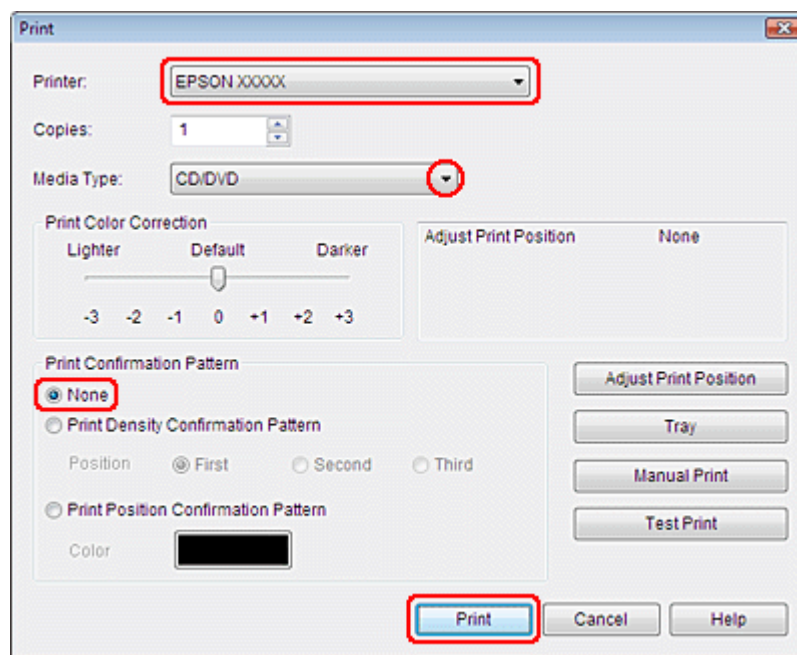 Print
Printer: EPSON XXXXX
Copies: 1
Media Type: CD/DVD
Print Color Correction
Lighter Default Darker
-3 -2 -1 0 +1 +2 +3
Adjust Print Position None
Print Confirmation Pattern
None
Print Density Confirmation Pattern
Position First Second Third
Print Position Confirmation Pattern
Color
Adjust Print Position
Tray
Manual Print
Test Print
Print Cancel Help